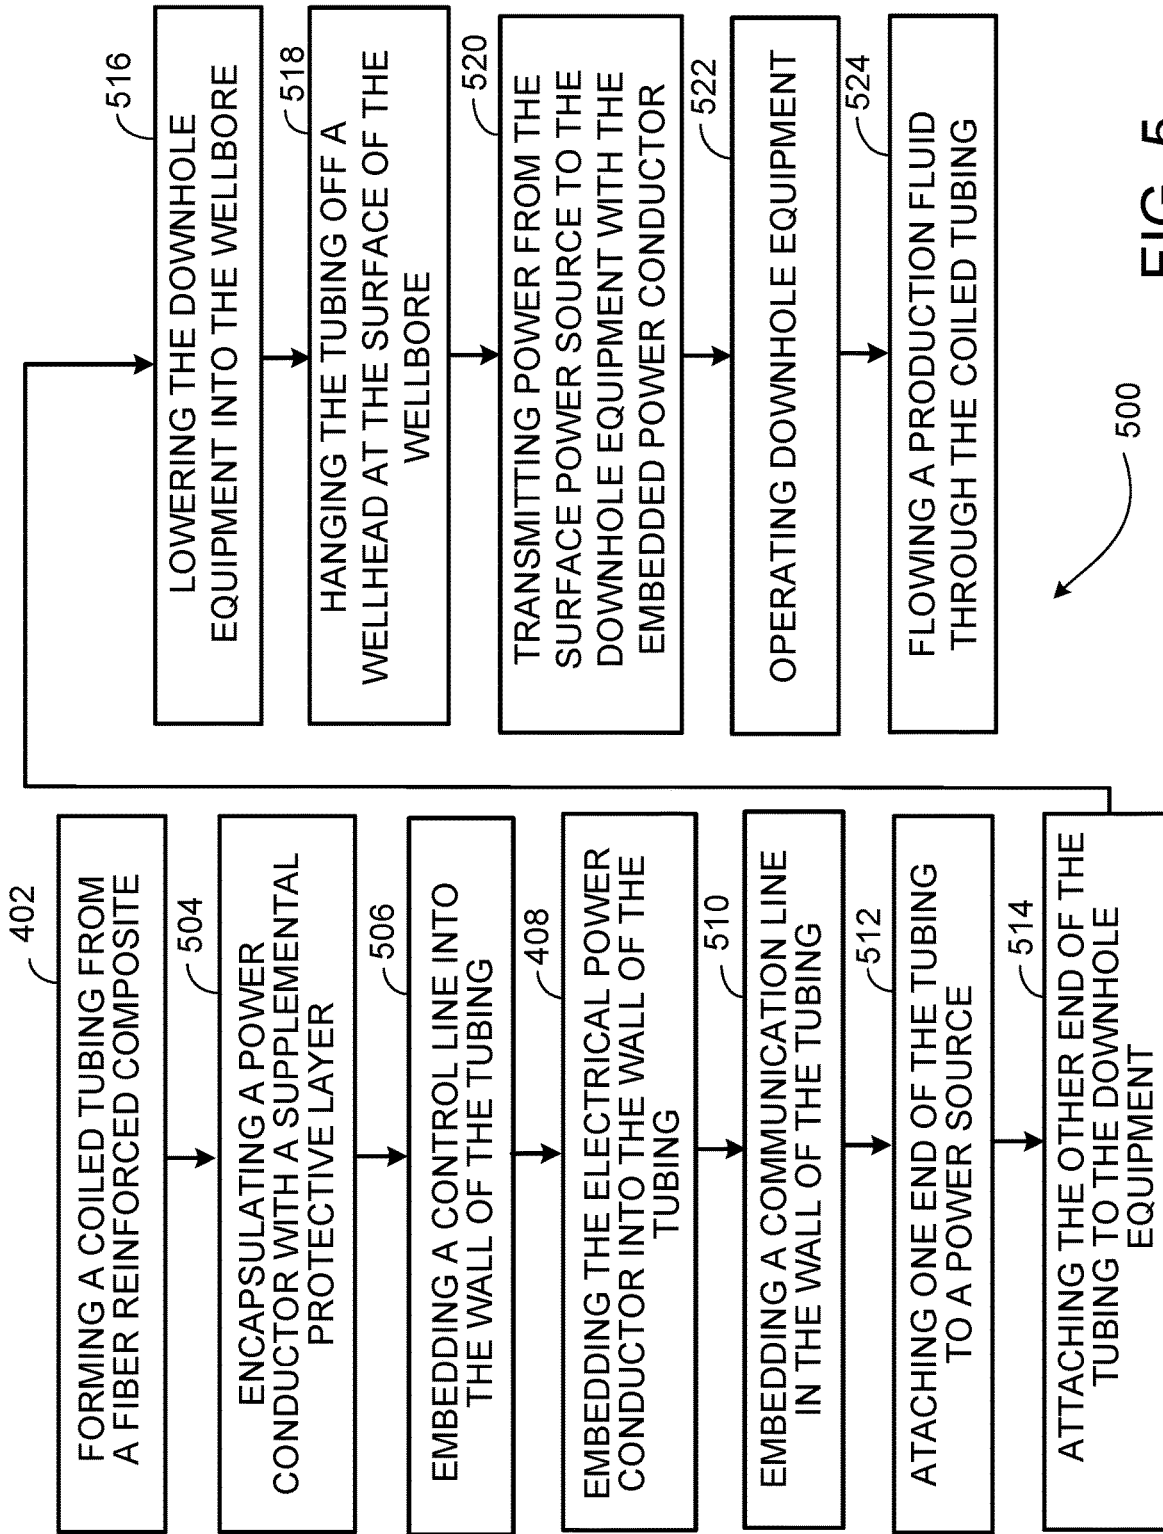 402
FORMING A COILED TUBING FROM
A FIBER REINFORCED COMPOSITE
504
ENCAPSULATING A POWER
CONDUCTOR WITH A SUPPLEMENTAL
PROTECTIVE LAYER
506
EMBEDDING A CONTROL LINE INTO
THE WALL OF THE TUBING
408
EMBEDDING THE ELECTRICAL POWER
CONDUCTOR INTO THE WALL OF THE
TUBING
510
EMBEDDING A COMMUNICATION LINE
IN THE WALL OF THE TUBING
512
ATACHING ONE END OF THE TUBING
TO A POWER SOURCE
514
ATTACHING THE OTHER END OF THE
TUBING TO THE DOWNHOLE
EQUIPMENT
516
LOWERING THE DOWNHOLE
EQUIPMENT INTO THE WELLBORE
518
HANGING THE TUBING OFF A
WELLHEAD AT THE SURFACE OF THE
WELLBORE
520
TRANSMITTING POWER FROM THE
SURFACE POWER SOURCE TO THE
DOWNHOLE EQUIPMENT WITH THE
EMBEDDED POWER CONDUCTOR
522
OPERATING DOWNHOLE EQUIPMENT
524
FLOWING A PRODUCTION FLUID
THROUGH THE COILED TUBING
500
FIG. 5